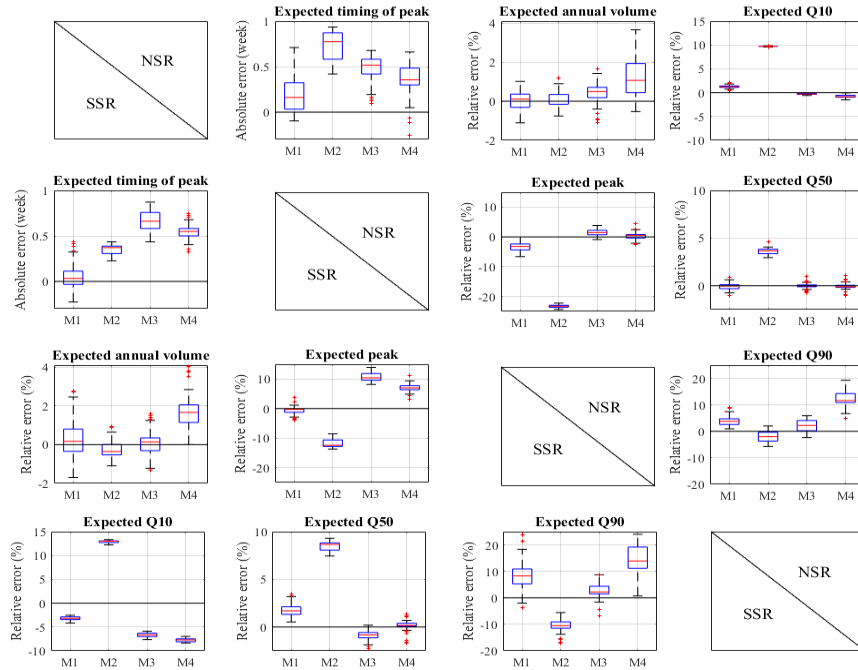 Expected timing of peak
Expected annual volume
Expected Q10
NSR
SSR
Absolute error (week)
1
0.5
0
M1 M2 M3 M4
Relative error (%)
4
2
0
-2
M1 M2 M3 M4
Relative error (%)
15
10
5
0
-5
-10
M1 M2 M3 M4
Expected timing of peak
Absolute error (week)
1
0.5
0
M1 M2 M3 M4
NSR
SSR
Expected peak
Relative error (%)
10
0
-10
-20
M1 M2 M3 M4
Expected Q50
Relative error (%)
10
5
0
M1 M2 M3 M4
Expected annual volume
Relative error (%)
4
2
0
-2
M1 M2 M3 M4
Expected peak
Relative error (%)
10
0
-10
-20
M1 M2 M3 M4
NSR
SSR
Expected Q90
Relative error (%)
20
10
0
-10
-20
M1 M2 M3 M4
Expected Q10
Relative error (%)
15
10
5
0
-5
-10
M1 M2 M3 M4
Expected Q50
Relative error (%)
10
5
0
M1 M2 M3 M4
Expected Q90
Relative error (%)
20
10
0
-10
-20
M1 M2 M3 M4
NSR
SSR